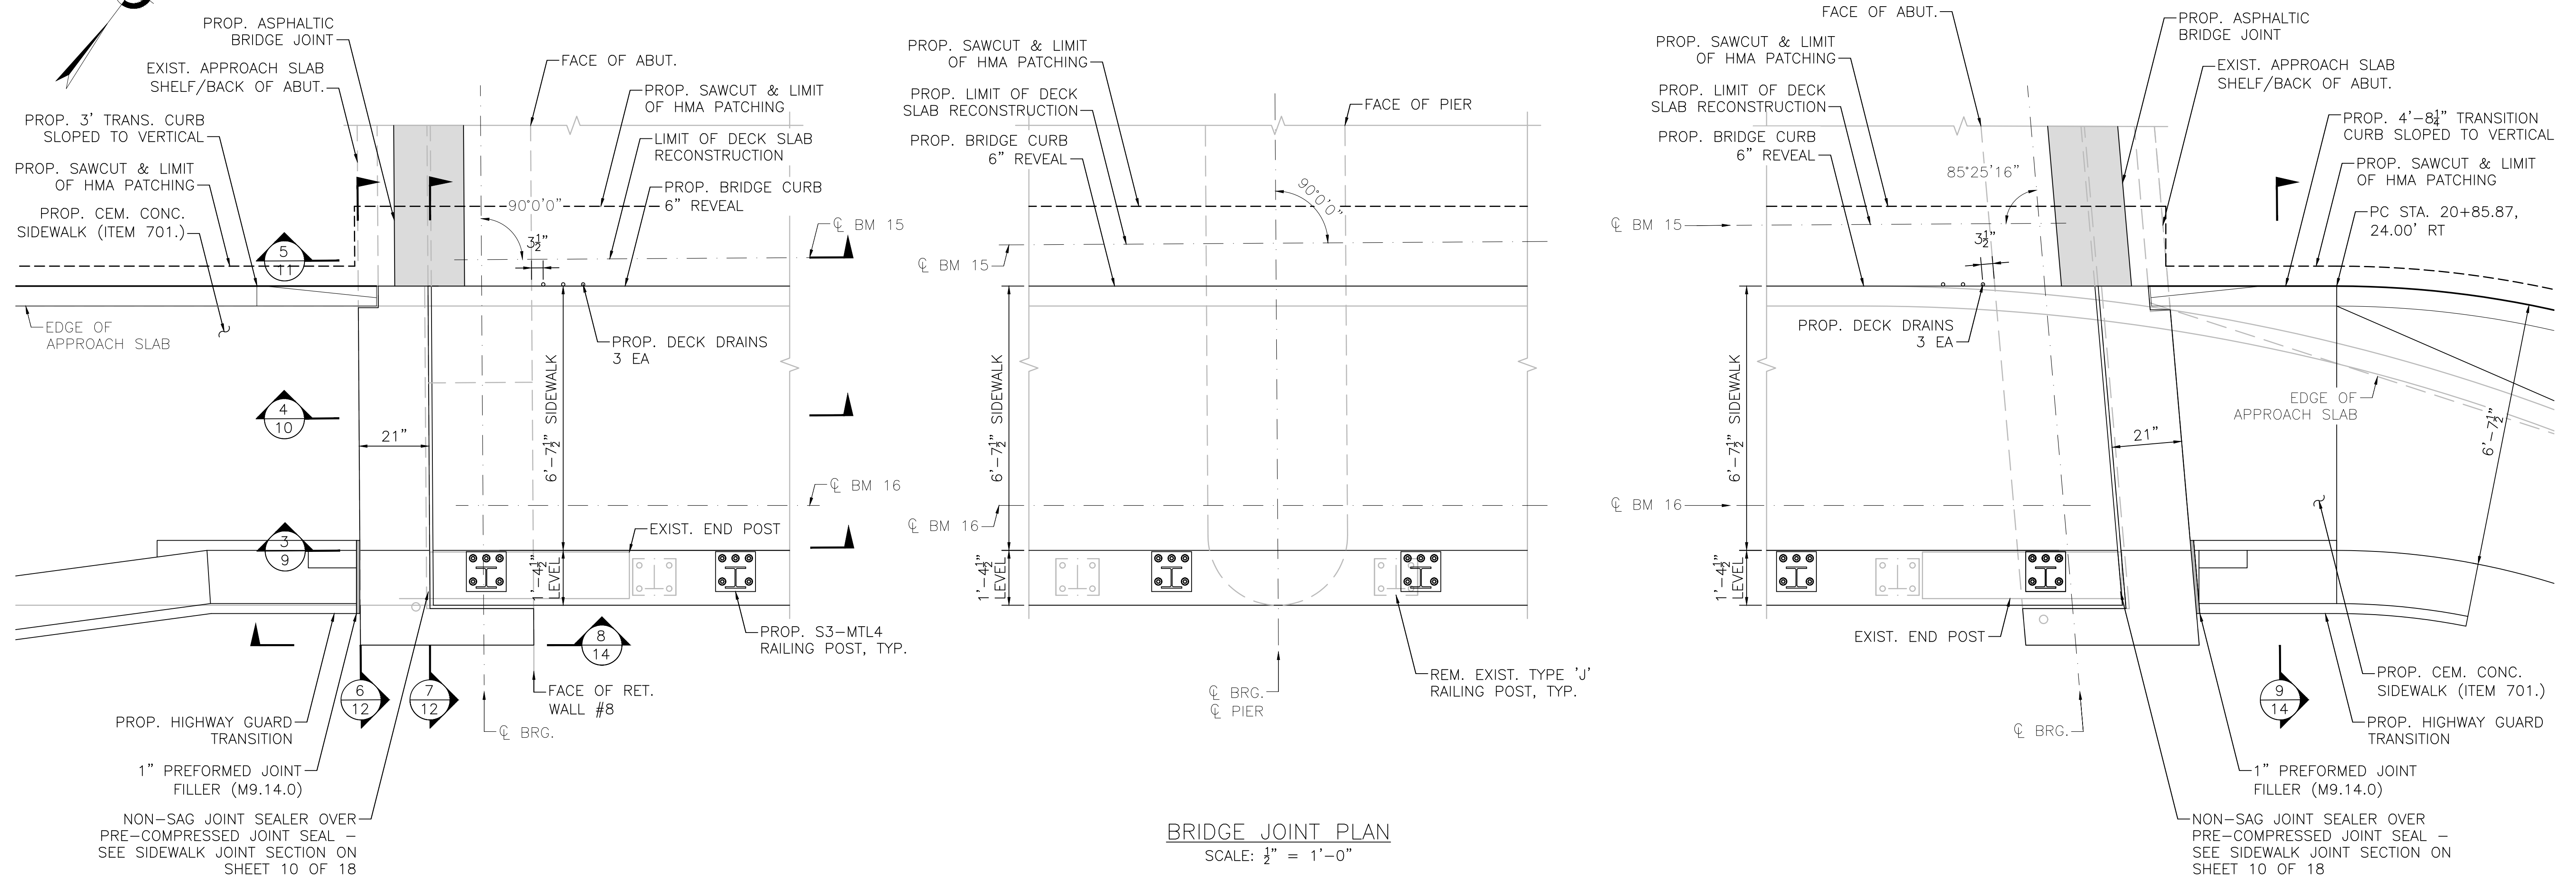 PROP. ASPHALTIC
BRIDGE JOINT
EXIST. APPROACH SLAB
SHELF/BACK OF ABUT.
PROP. 3' TRANS. CURB
SLOPED TO VERTICAL
PROP. SAWCUT & LIMIT
OF HMA PATCHING
PROP. CEM. CONC.
SIDEWALK (ITEM 701.)
FACE OF ABUT.
PROP. SAWCUT & LIMIT
OF HMA PATCHING
LIMIT OF DECK SLAB
RECONSTRUCTION
PROP. BRIDGE CURB
6" REVEAL
90°0'0"
3½"
℄ BM 15
5
11
EDGE OF
APPROACH SLAB
PROP. DECK DRAINS
3 EA
6'-7½" SIDEWALK
4
10
21"
℄ BM 16
3
9
EXIST. END POST
1'-4½"
LEVEL
PROP. S3-MTL4
RAILING POST, TYP.
8
14
6
12
7
12
FACE OF RET.
WALL #8
℄ BRG.
PROP. HIGHWAY GUARD
TRANSITION
1" PREFORMED JOINT
FILLER (M9.14.0)
NON-SAG JOINT SEALER OVER
PRE-COMPRESSED JOINT SEAL -
SEE SIDEWALK JOINT SECTION ON
SHEET 10 OF 18
PROP. SAWCUT & LIMIT
OF HMA PATCHING
PROP. LIMIT OF DECK
SLAB RECONSTRUCTION
PROP. BRIDGE CURB
6" REVEAL
FACE OF PIER
90°0'0"
℄ BM 15
6'-7½" SIDEWALK
℄ BM 16
1'-4½"
LEVEL
REM. EXIST. TYPE 'J'
RAILING POST, TYP.
℄ BRG.
℄ PIER
BRIDGE JOINT PLAN
SCALE: ½" = 1'-0"
FACE OF ABUT.
PROP. SAWCUT & LIMIT
OF HMA PATCHING
PROP. LIMIT OF DECK
SLAB RECONSTRUCTION
PROP. BRIDGE CURB
6" REVEAL
PROP. ASPHALTIC
BRIDGE JOINT
EXIST. APPROACH SLAB
SHELF/BACK OF ABUT.
PROP. 4'-8¼" TRANSITION
CURB SLOPED TO VERTICAL
PROP. SAWCUT & LIMIT
OF HMA PATCHING
PC STA. 20+85.87,
24.00' RT
85°25'16"
℄ BM 15
3½"
PROP. DECK DRAINS
3 EA
6'-7½" SIDEWALK
EDGE OF
APPROACH SLAB
6'-7½"
21"
℄ BM 16
1'-4½"
LEVEL
EXIST. END POST
PROP. CEM. CONC.
SIDEWALK (ITEM 701.)
9
14
℄ BRG.
PROP. HIGHWAY GUARD
TRANSITION
1" PREFORMED JOINT
FILLER (M9.14.0)
NON-SAG JOINT SEALER OVER
PRE-COMPRESSED JOINT SEAL -
SEE SIDEWALK JOINT SECTION ON
SHEET 10 OF 18